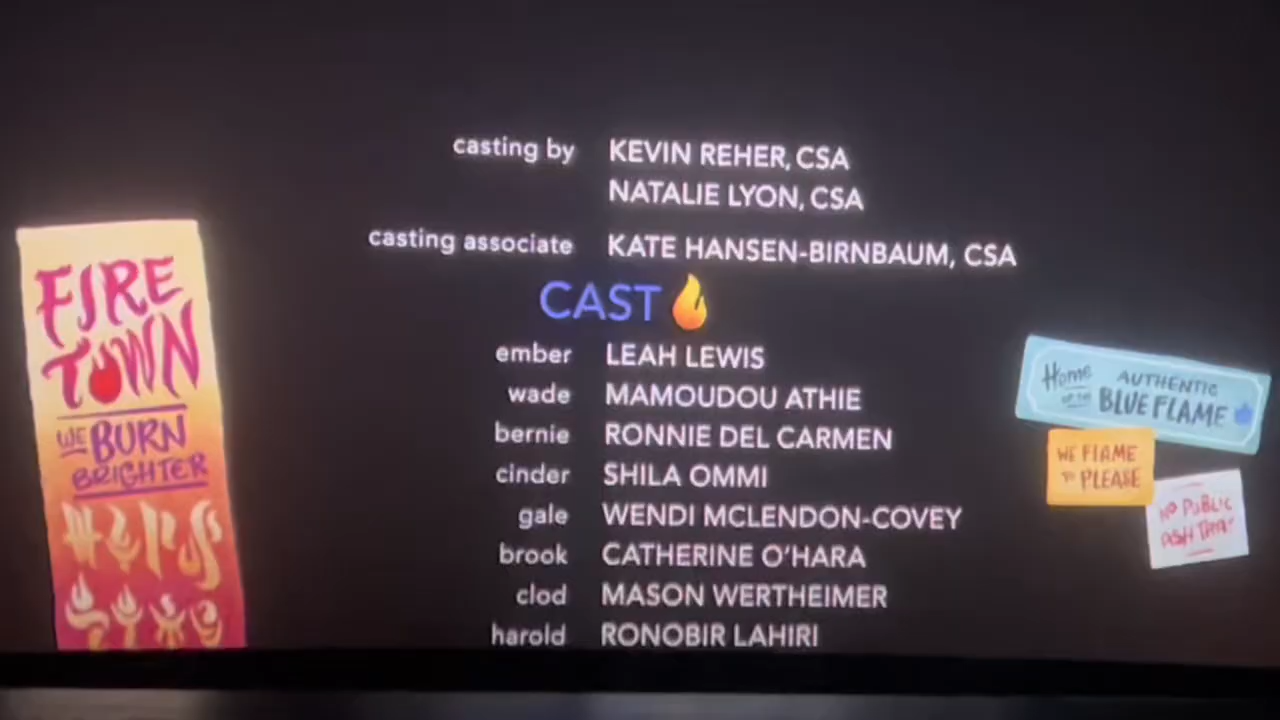 casting by KEVIN REHER, CSA
NATALIE LYON, CSA
casting associate KATE HANSEN-BIRNBAUM, CSA
CAST
ember LEAH LEWIS
wade MAMOUDOU ATHIE
bernie RONNIE DEL CARMEN
cinder SHILA OMMI
gale WENDI MCLENDON-COVEY
brook CATHERINE O'HARA
clod MASON WERTHEIMER
harold RONOBIR LAHIRI
FIRE
TOWN
WE BURN
BRIGHTER
Home OF THE AUTHENTIC
BLUE FLAME
WE FLAME
TO PLEASE
NO PUBLIC